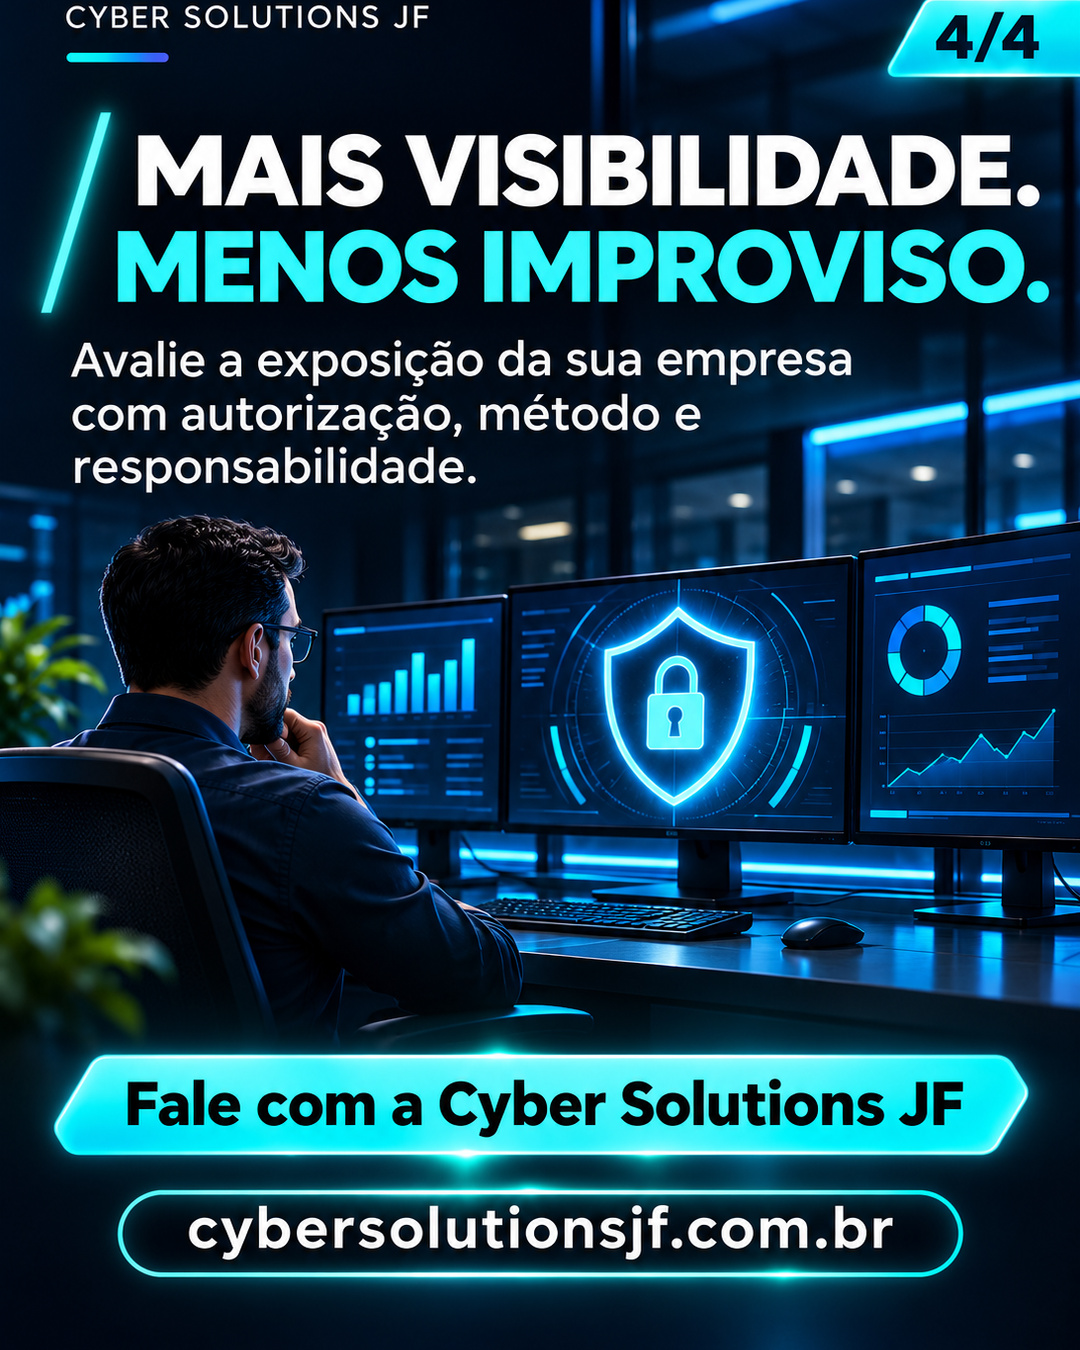 CYBER SOLUTIONS JF
4/4
MAIS VISIBILIDADE.
MENOS IMPROVISO.
Avalie a exposição da sua empresa
com autorização, método e
responsabilidade.
Fale com a Cyber Solutions JF
cybersolutionsjf.com.br